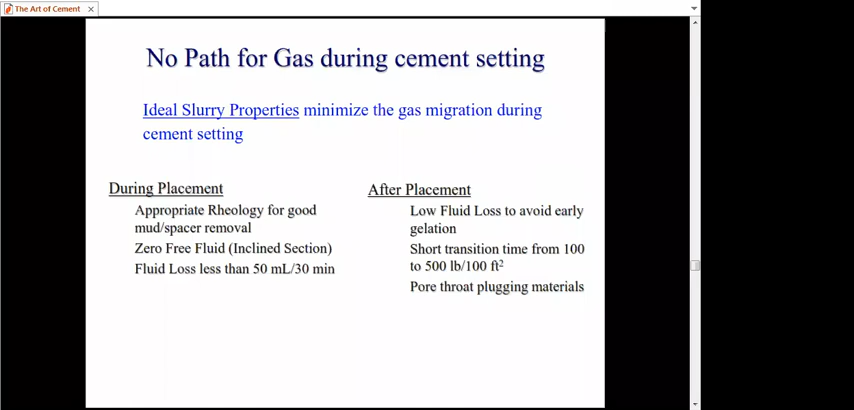 The Art of Cement
No Path for Gas during cement setting
Ideal Slurry Properties minimize the gas migration during
cement setting
During Placement
Appropriate Rheology for good
mud/spacer removal
Zero Free Fluid (Inclined Section)
Fluid Loss less than 50 mL/30 min
After Placement
Low Fluid Loss to avoid early
gelation
Short transition time from 100
to 500 lb/100 ft²
Pore throat plugging materials